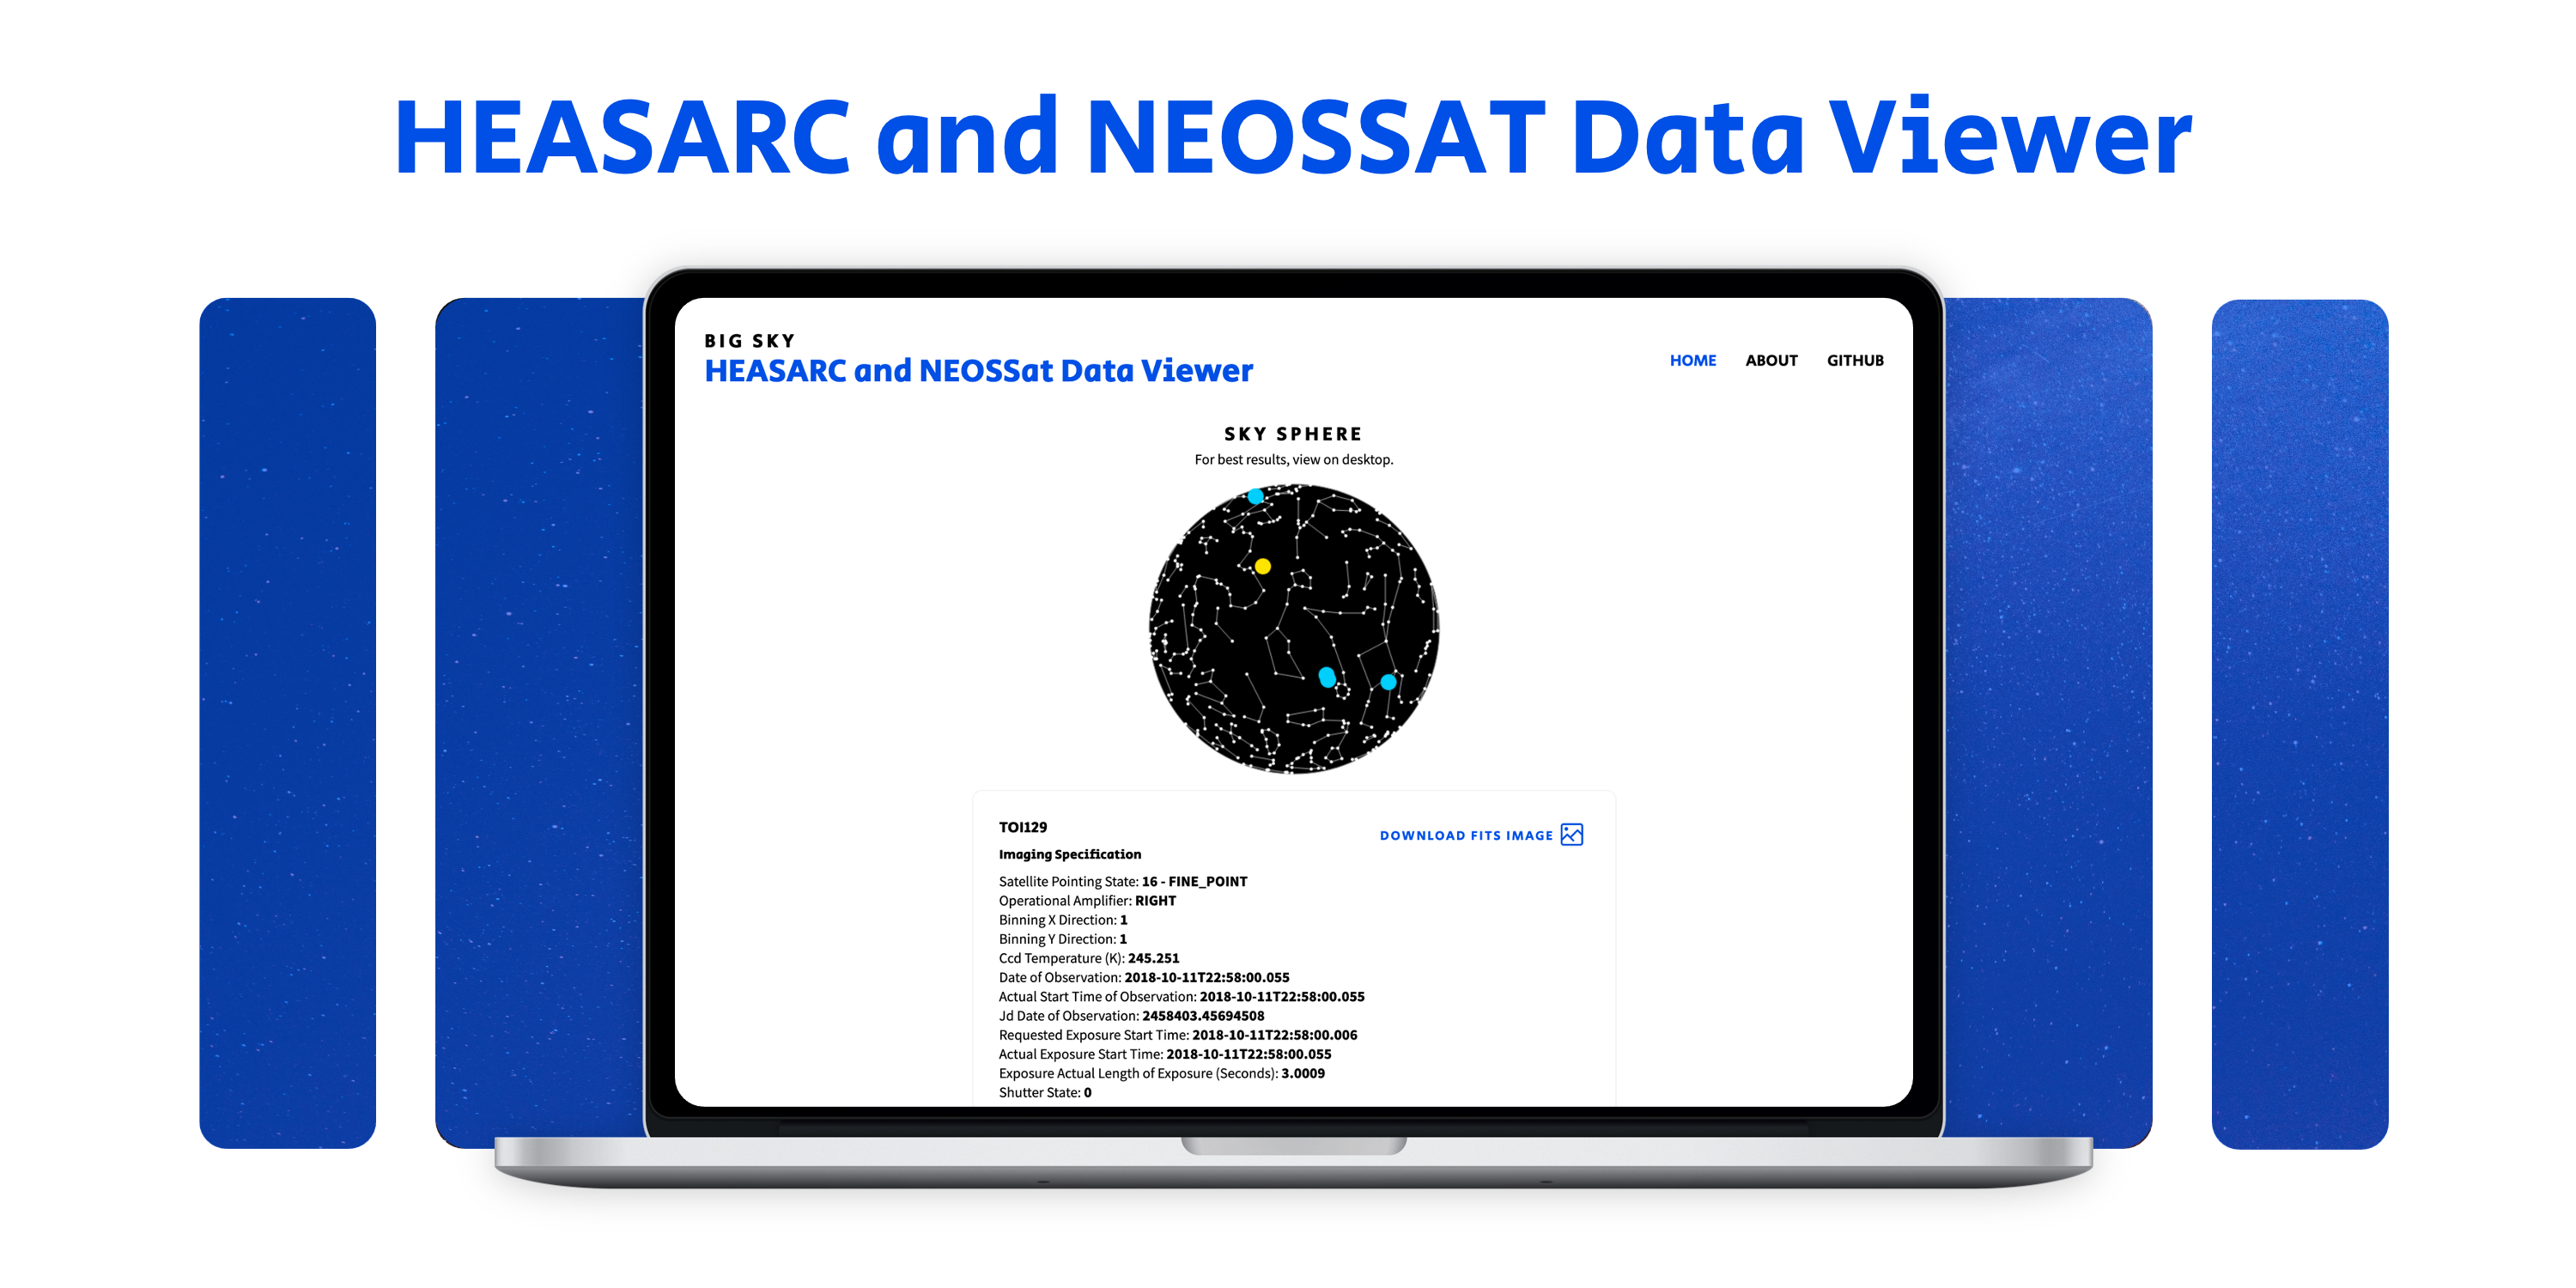 HEASARC and NEOSSAT Data Viewer
BIG SKY
HEASARC and NEOSSat Data Viewer
HOME ABOUT GITHUB
SKY SPHERE
For best results, view on desktop.
TOI129
DOWNLOAD FITS IMAGE
Imaging Specification
Satellite Pointing State: 16 - FINE_POINT
Operational Amplifier: RIGHT
Binning X Direction: 1
Binning Y Direction: 1
Ccd Temperature (K): 245.251
Date of Observation: 2018-10-11T22:58:00.055
Actual Start Time of Observation: 2018-10-11T22:58:00.055
Jd Date of Observation: 2458403.45694508
Requested Exposure Start Time: 2018-10-11T22:58:00.006
Actual Exposure Start Time: 2018-10-11T22:58:00.055
Exposure Actual Length of Exposure (Seconds): 3.0009
Shutter State: 0